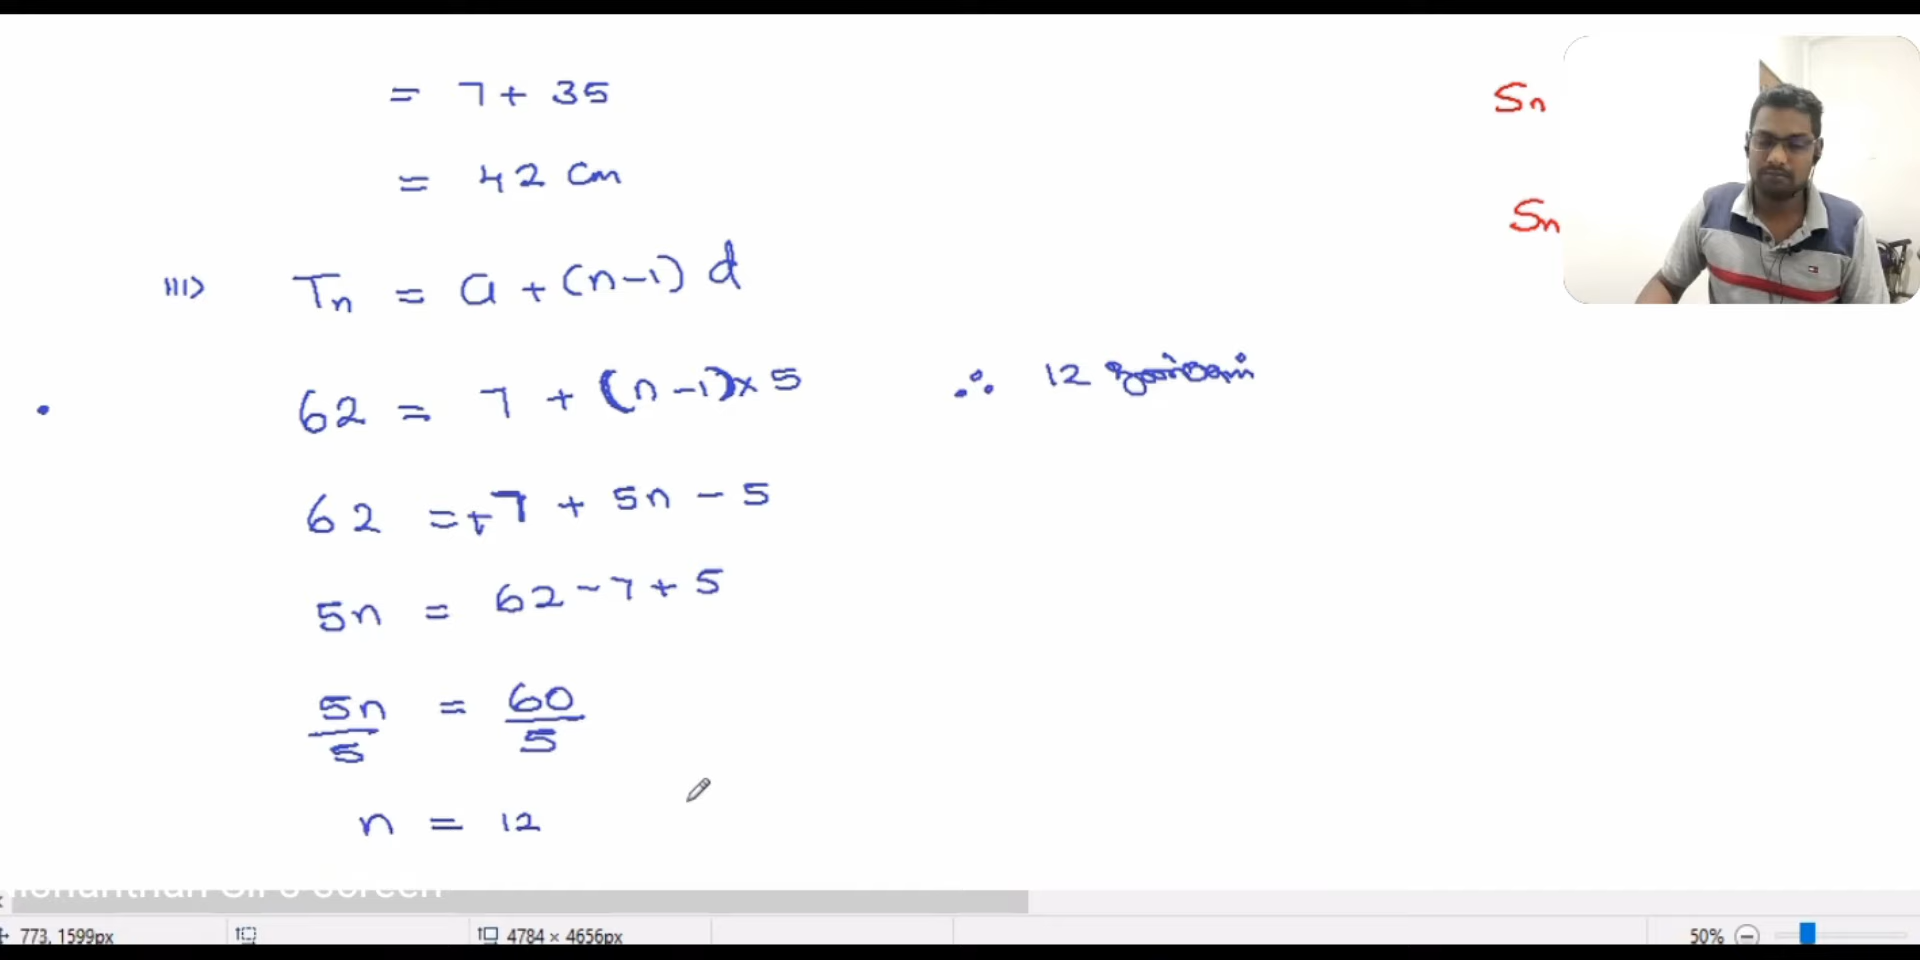 = 7 + 35
= 42 cm
Sn
Sn
III> Tn = a + (n-1) d
62 = 7 + (n-1) x 5
∴ 12
62 = +7 + 5n - 5
5n = 62 - 7 + 5
5n/5 = 60/5
n = 12
773, 1599px
4784 × 4656px
50%